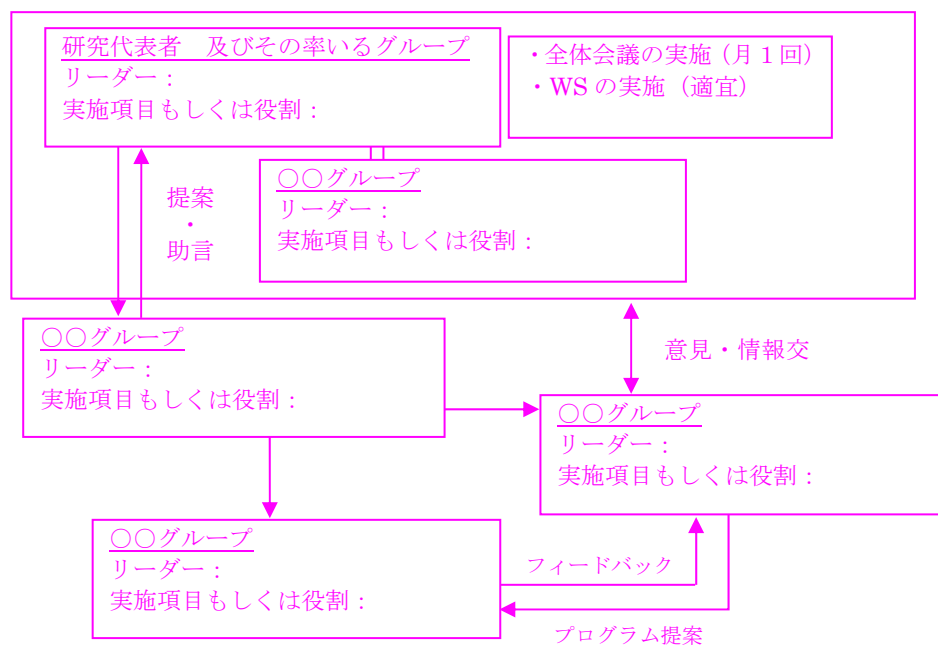 研究代表者　及びその率いるグループ
リーダー：
実施項目もしくは役割：
・全体会議の実施（月１回）
・WS の実施（適宜）
提案
・
助言
○○グループ
リーダー：
実施項目もしくは役割：
○○グループ
リーダー：
実施項目もしくは役割：
意見・情報交
○○グループ
リーダー：
実施項目もしくは役割：
○○グループ
リーダー：
実施項目もしくは役割：
フィードバック
プログラム提案